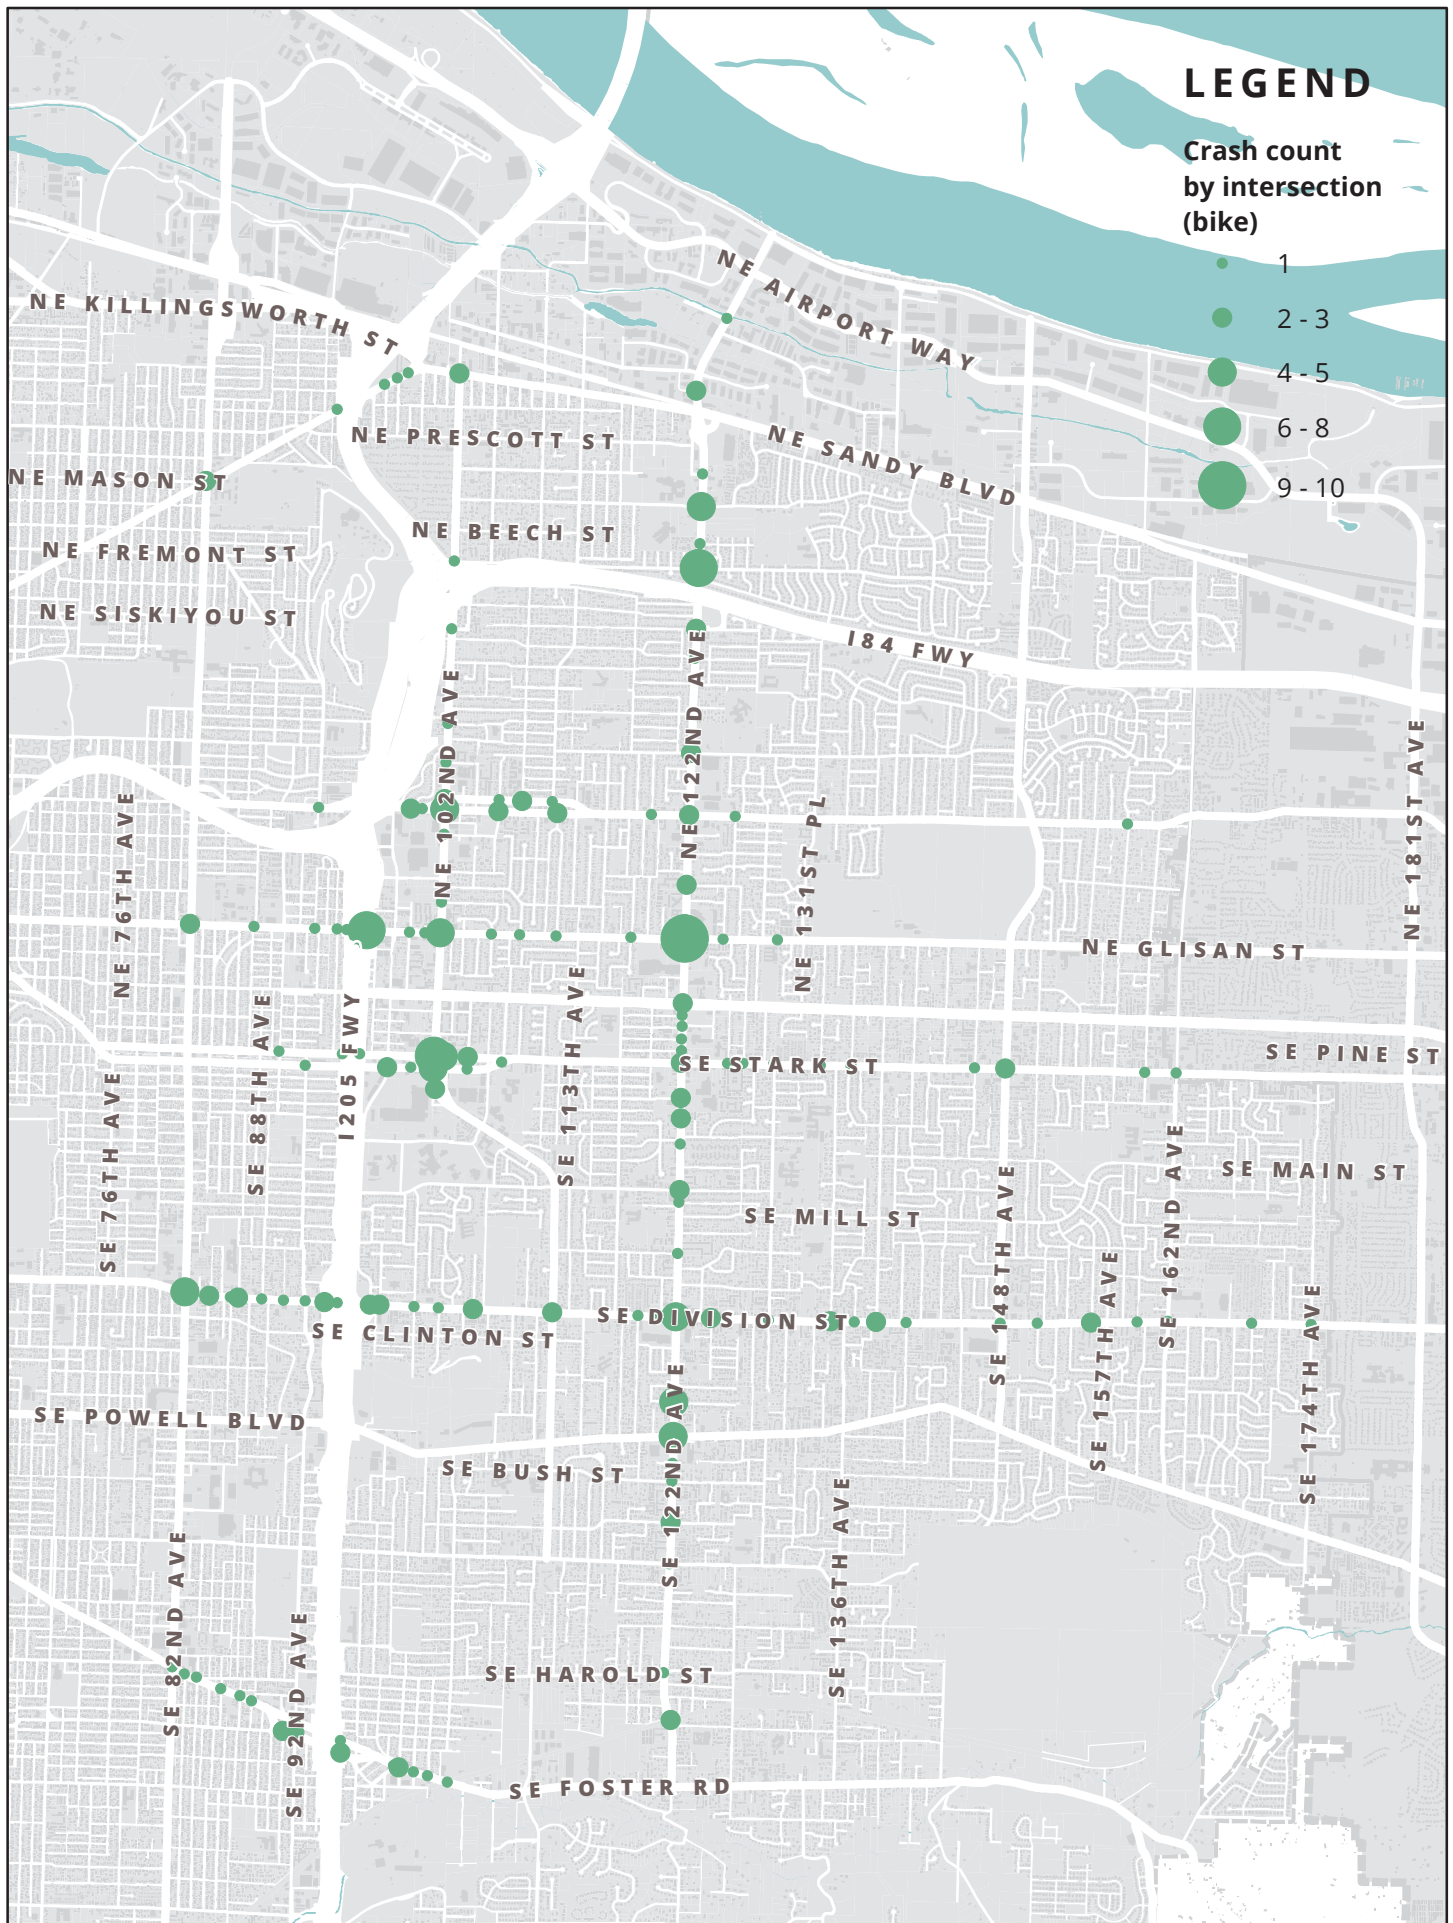 LEGEND
Crash count
by intersection
(bike)
1
2 - 3
4 - 5
6 - 8
9 - 10
NE AIRPORT WAY
NE KILLINGSWORTH ST
NE PRESCOTT ST
NE SANDY BLVD
NE MASON ST
NE BEECH ST
NE FREMONT ST
NE SISKIYOU ST
I84 FWY
NE 102ND AVE
NE 122ND AVE
NE 181ST AVE
NE 76TH AVE
NE 131ST PL
NE GLISAN ST
SE 88TH AVE
I205 FWY
SE 113TH AVE
SE STARK ST
SE PINE ST
SE 76TH AVE
SE MAIN ST
SE MILL ST
SE 148TH AVE
SE 162ND AVE
SE 157TH AVE
SE 174TH AVE
SE DIVISION ST
SE CLINTON ST
SE POWELL BLVD
SE BUSH ST
SE 122ND AVE
SE 136TH AVE
SE 82ND AVE
SE 92ND AVE
SE HAROLD ST
SE FOSTER RD